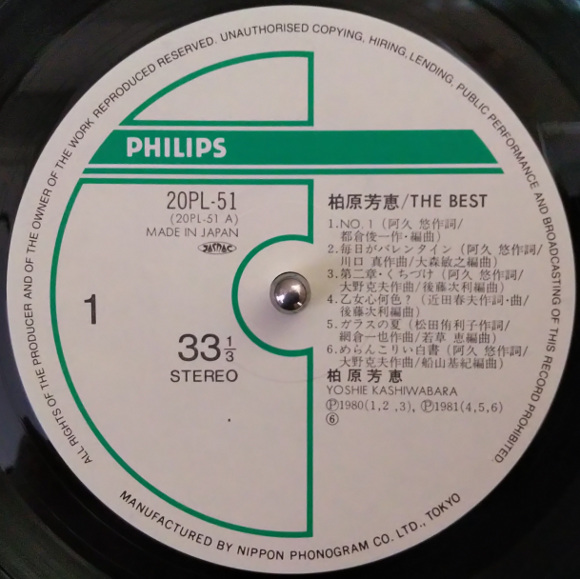 ALL RIGHTS OF THE PRODUCER AND OF THE OWNER OF THE WORK REPRODUCED RESERVED. UNAUTHORISED COPYING, HIRING, LENDING, PUBLIC PERFORMANCE AND BROADCASTING OF THIS RECORD PROHIBITED.
PHILIPS
20PL-51
(20PL-51 A)
MADE IN JAPAN
JASRAC
1
33 1/3
STEREO
柏原芳恵/THE BEST
1.NO.1(阿久 悠作詞/
都倉俊一作・編曲)
2.毎日がバレンタイン(阿久 悠作詞/
川口 真作曲/大森敏之編曲)
3.第二章・くちづけ(阿久 悠作詞/
大野克夫作曲/後藤次利編曲)
4.乙女心何色?(近田春夫作詞・曲/
後藤次利編曲)
5.ガラスの夏(松田侑利子作詞/
網倉一也作曲/若草 恵編曲)
6.めらんこりい白書(阿久 悠作詞/
大野克夫作曲/船山基紀編曲)
柏原芳恵
YOSHIE KASHIWABARA
Ⓟ1980(1,2,3), Ⓟ1981(4,5,6)
⑥
MANUFACTURED BY NIPPON PHONOGRAM CO. LTD., TOKYO